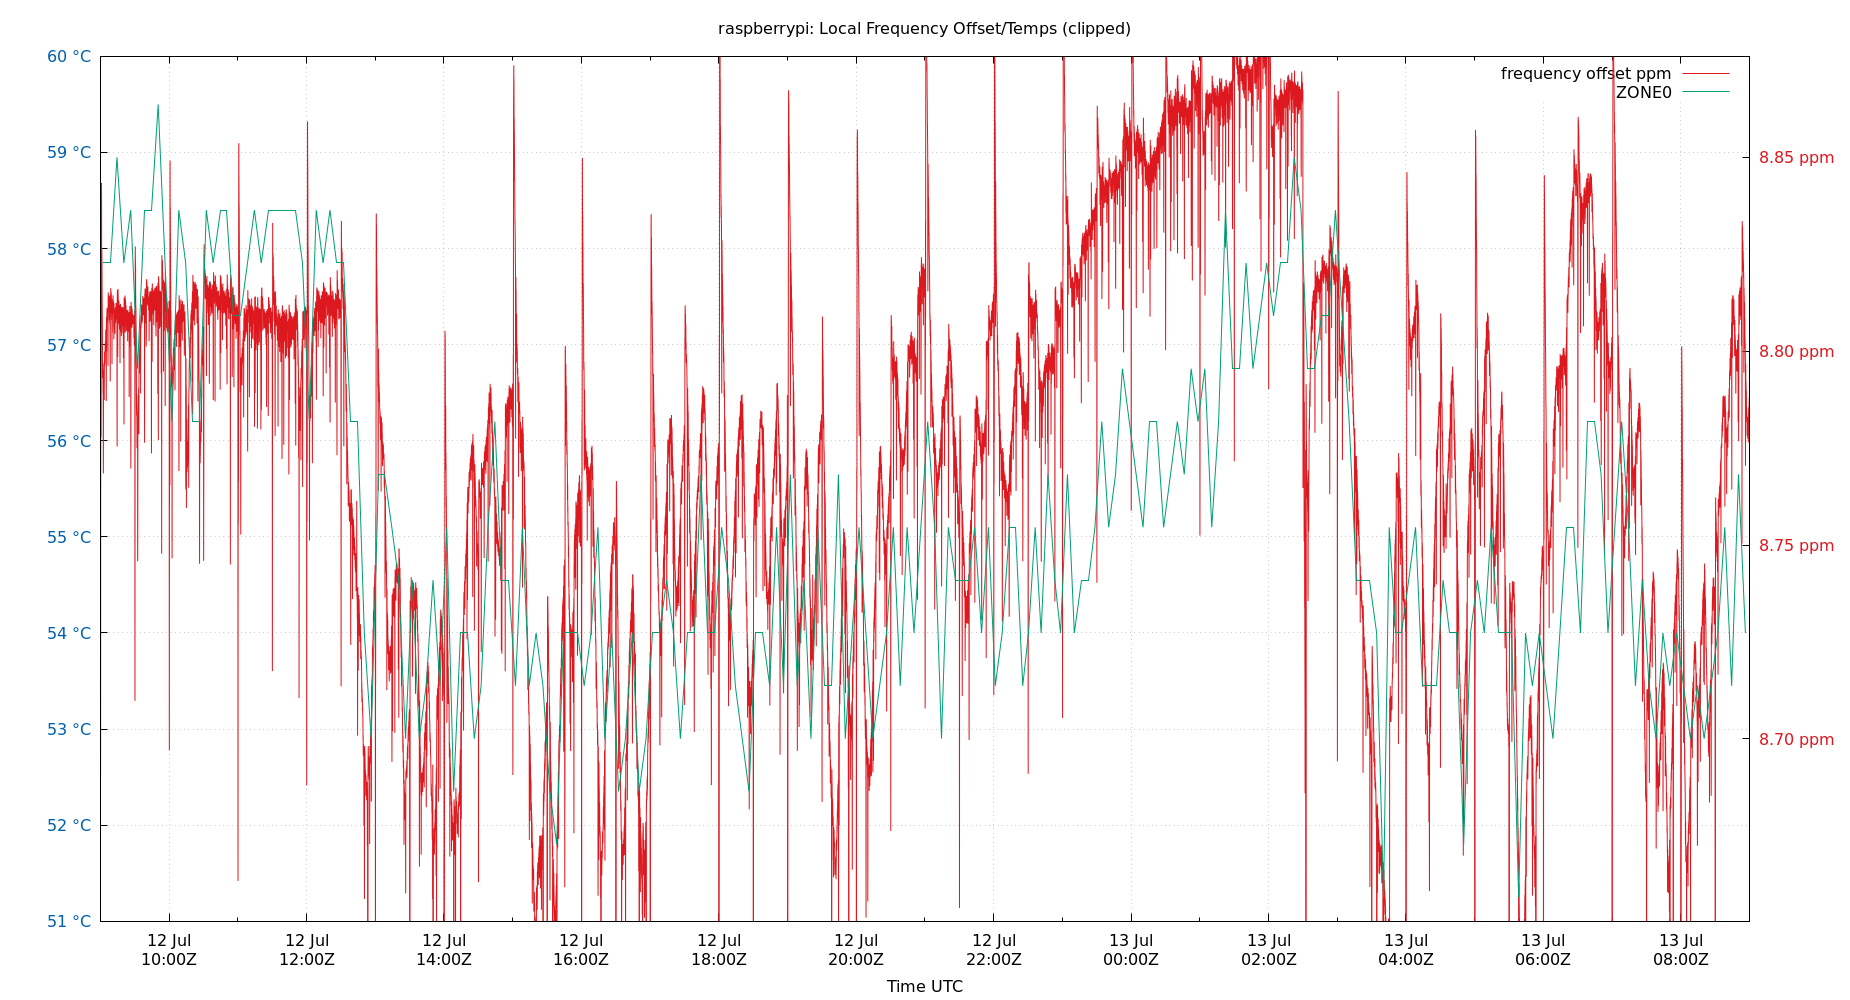 raspberrypi: Local Frequency Offset/Temps (clipped)
60 °C
59 °C
58 °C
57 °C
56 °C
55 °C
54 °C
53 °C
52 °C
51 °C
frequency offset ppm
ZONE0
8.85 ppm
8.80 ppm
8.75 ppm
8.70 ppm
12 Jul
10:00Z
12 Jul
12:00Z
12 Jul
14:00Z
12 Jul
16:00Z
12 Jul
18:00Z
12 Jul
20:00Z
12 Jul
22:00Z
13 Jul
00:00Z
13 Jul
02:00Z
13 Jul
04:00Z
13 Jul
06:00Z
13 Jul
08:00Z
Time UTC